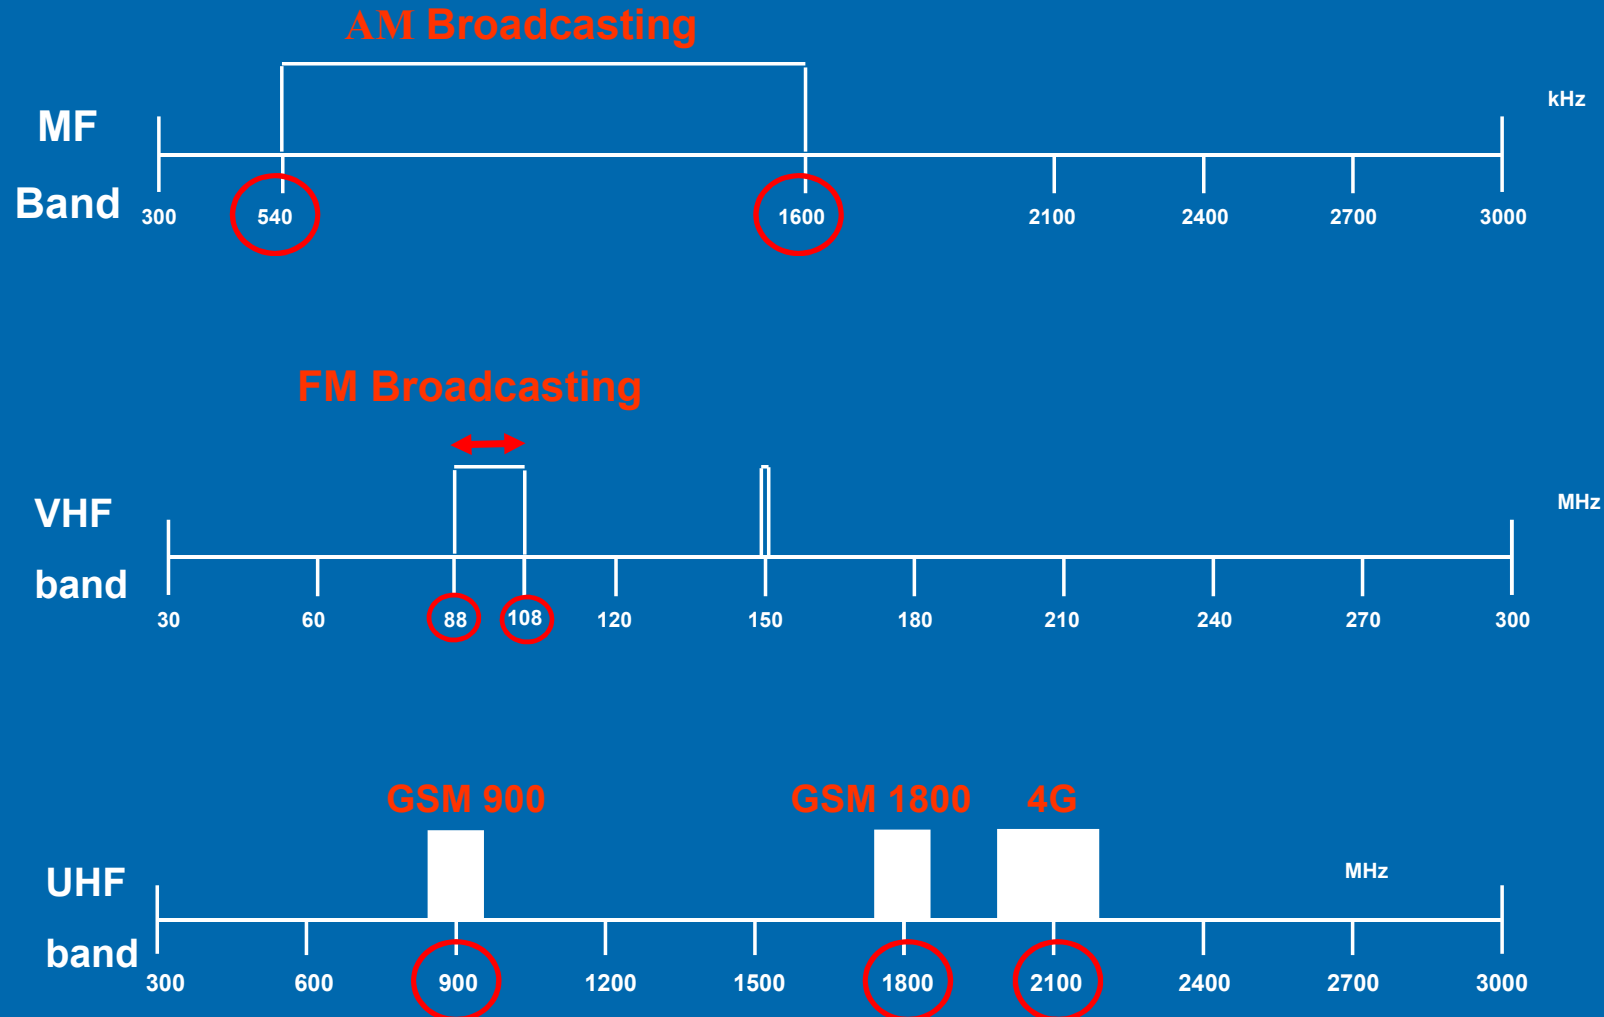 AM Broadcasting
kHz
MF
Band
300 540 1600 2100 2400 2700 3000
FM Broadcasting
MHz
VHF
band
30 60 88 108 120 150 180 210 240 270 300
GSM 900 GSM 1800 4G
MHz
UHF
band
300 600 900 1200 1500 1800 2100 2400 2700 3000